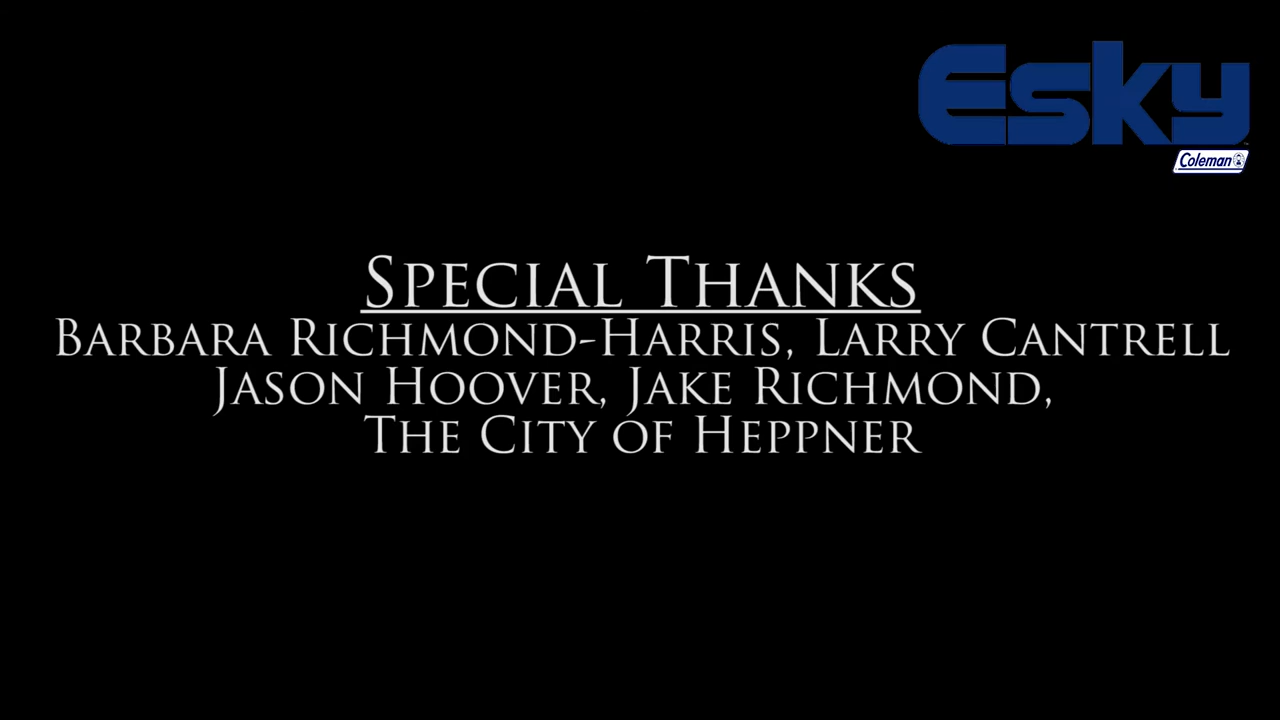 Esky
Coleman
Special Thanks
Barbara Richmond-Harris, Larry Cantrell
Jason Hoover, Jake Richmond,
The City of Heppner